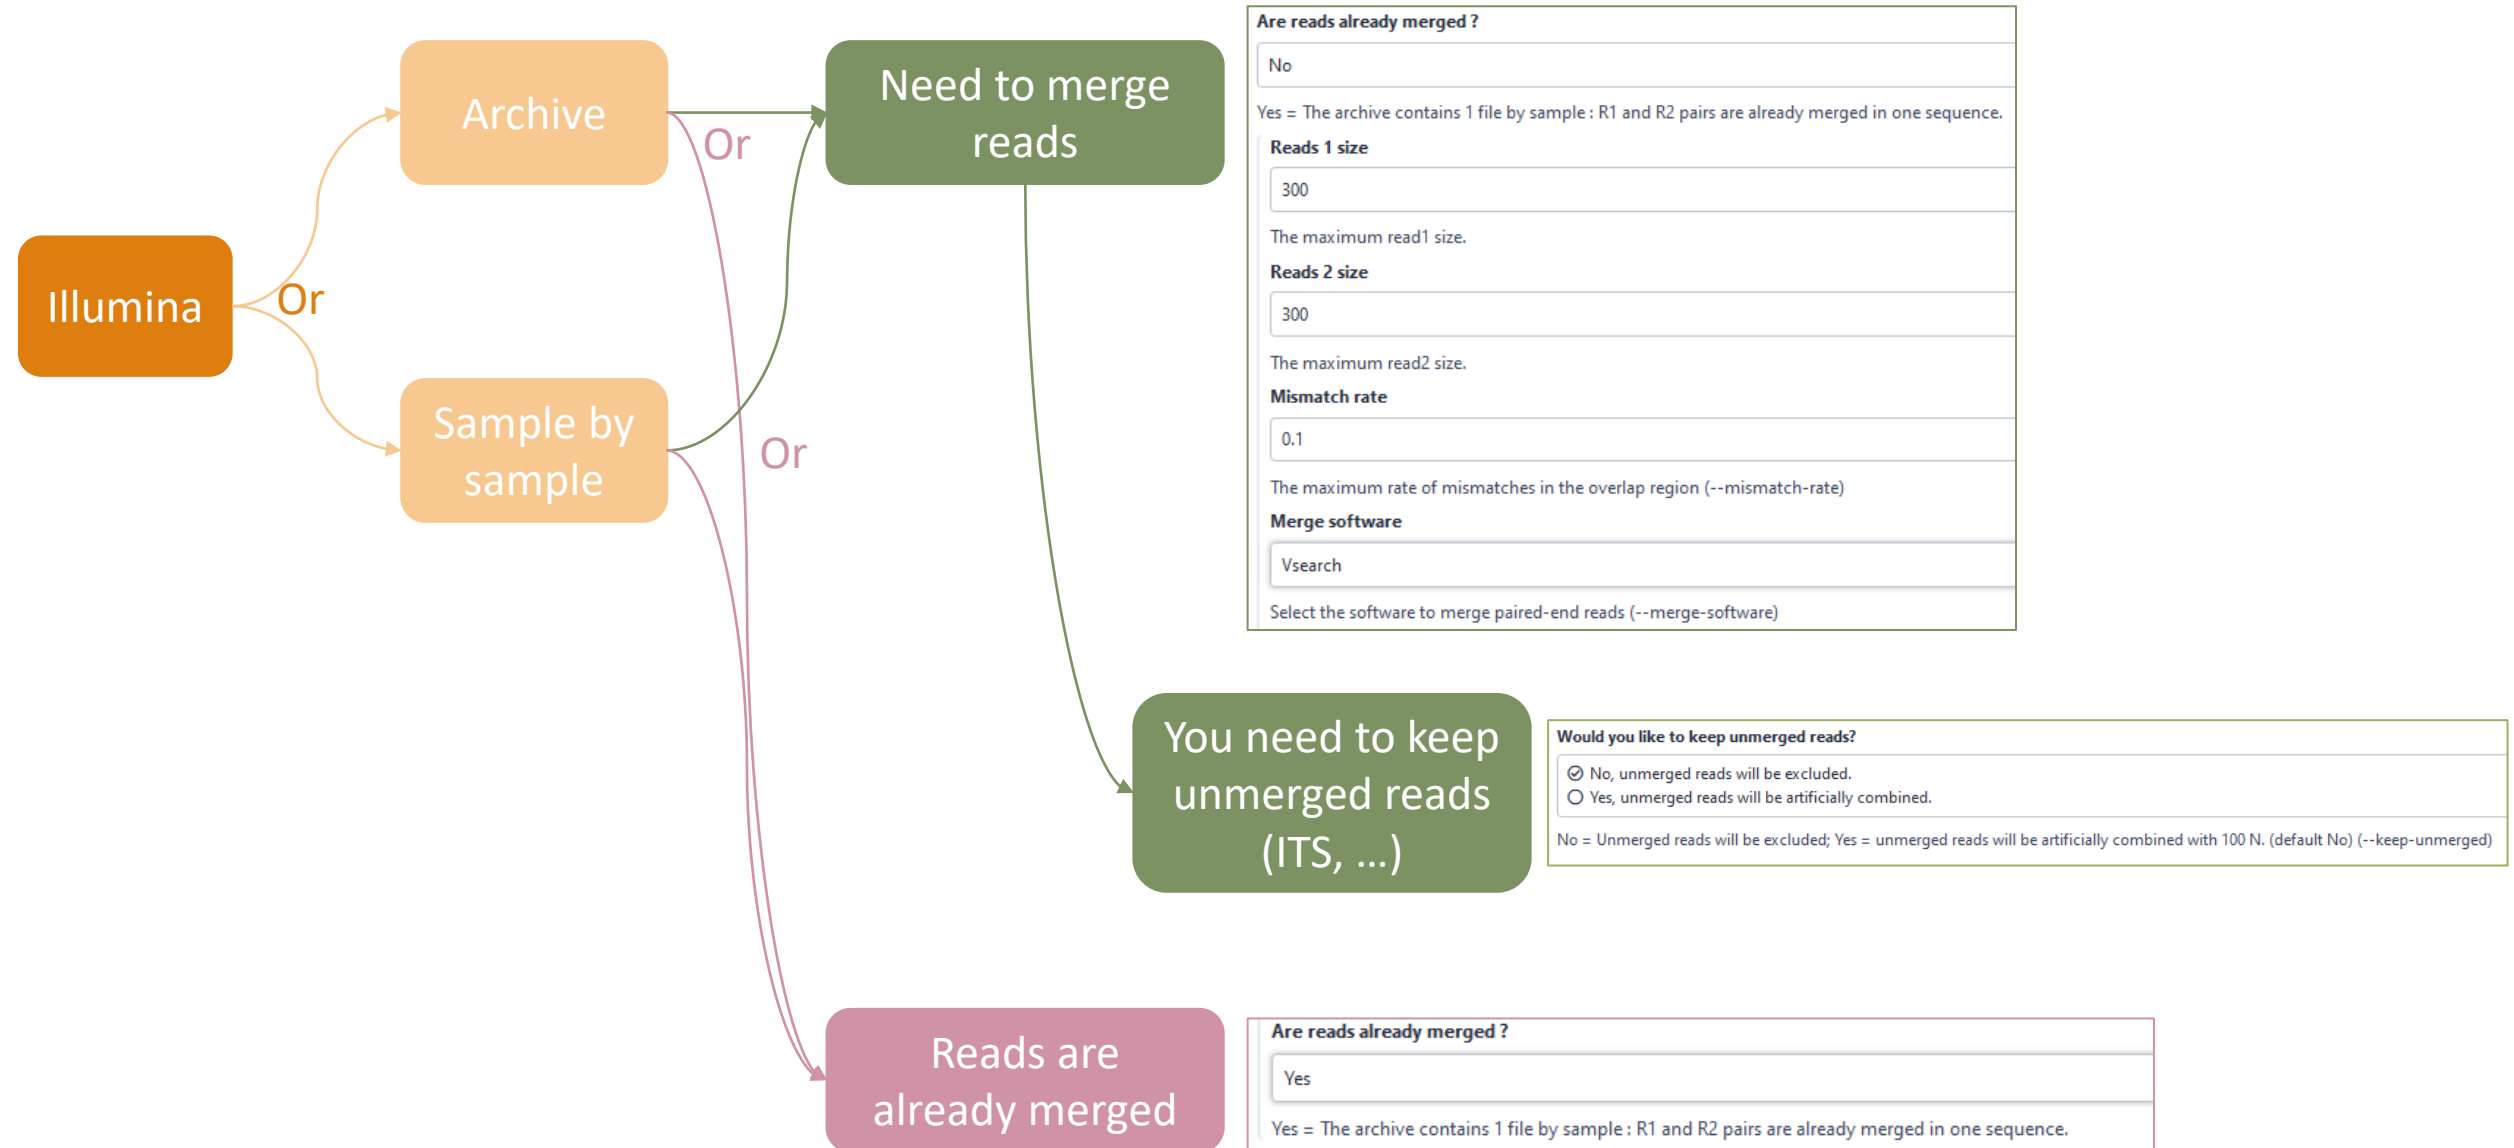 Illumina
Or
Archive
Or
Sample by
sample
Or
Need to merge
reads
Are reads already merged ?
No
Yes = The archive contains 1 file by sample : R1 and R2 pairs are already merged in one sequence.
Reads 1 size
300
The maximum read1 size.
Reads 2 size
300
The maximum read2 size.
Mismatch rate
0.1
The maximum rate of mismatches in the overlap region (--mismatch-rate)
Merge software
Vsearch
Select the software to merge paired-end reads (--merge-software)
You need to keep
unmerged reads
(ITS, ...)
Would you like to keep unmerged reads?
No, unmerged reads will be excluded.
Yes, unmerged reads will be artificially combined.
No = Unmerged reads will be excluded; Yes = unmerged reads will be artificially combined with 100 N. (default No) (--keep-unmerged)
Reads are
already merged
Are reads already merged ?
Yes
Yes = The archive contains 1 file by sample : R1 and R2 pairs are already merged in one sequence.